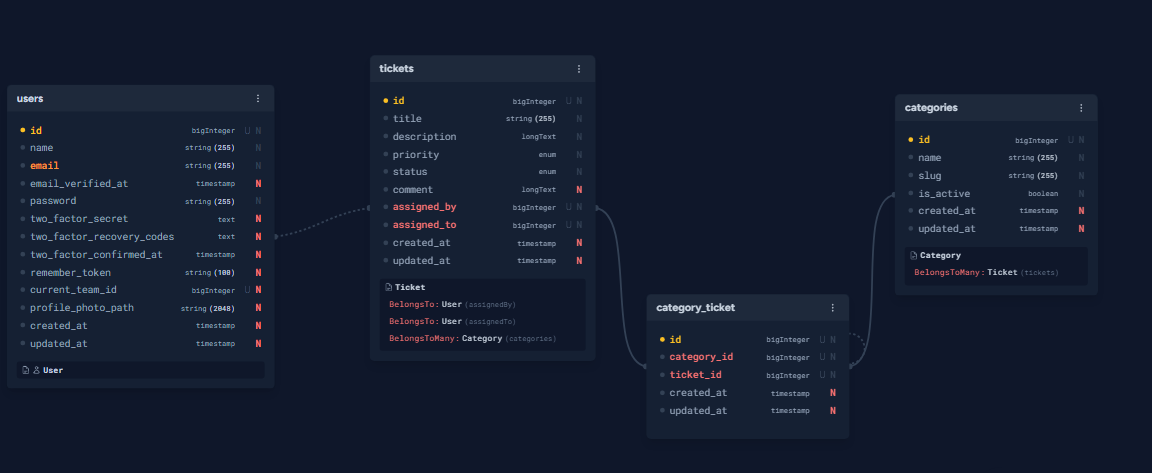 users
id bigInteger U N
name string (255) N
email string (255) N
email_verified_at timestamp N
password string (255) N
two_factor_secret text N
two_factor_recovery_codes text N
two_factor_confirmed_at timestamp N
remember_token string (100) N
current_team_id bigInteger U N
profile_photo_path string (2048) N
created_at timestamp N
updated_at timestamp N
User
tickets
id bigInteger U N
title string (255) N
description longText N
priority enum N
status enum N
comment longText N
assigned_by bigInteger U N
assigned_to bigInteger U N
created_at timestamp N
updated_at timestamp N
Ticket
BelongsTo: User (assignedBy)
BelongsTo: User (assignedTo)
BelongsToMany: Category (categories)
category_ticket
id bigInteger U N
category_id bigInteger U N
ticket_id bigInteger U N
created_at timestamp N
updated_at timestamp N
categories
id bigInteger U N
name string (255) N
slug string (255) N
is_active boolean N
created_at timestamp N
updated_at timestamp N
Category
BelongsToMany: Ticket (tickets)